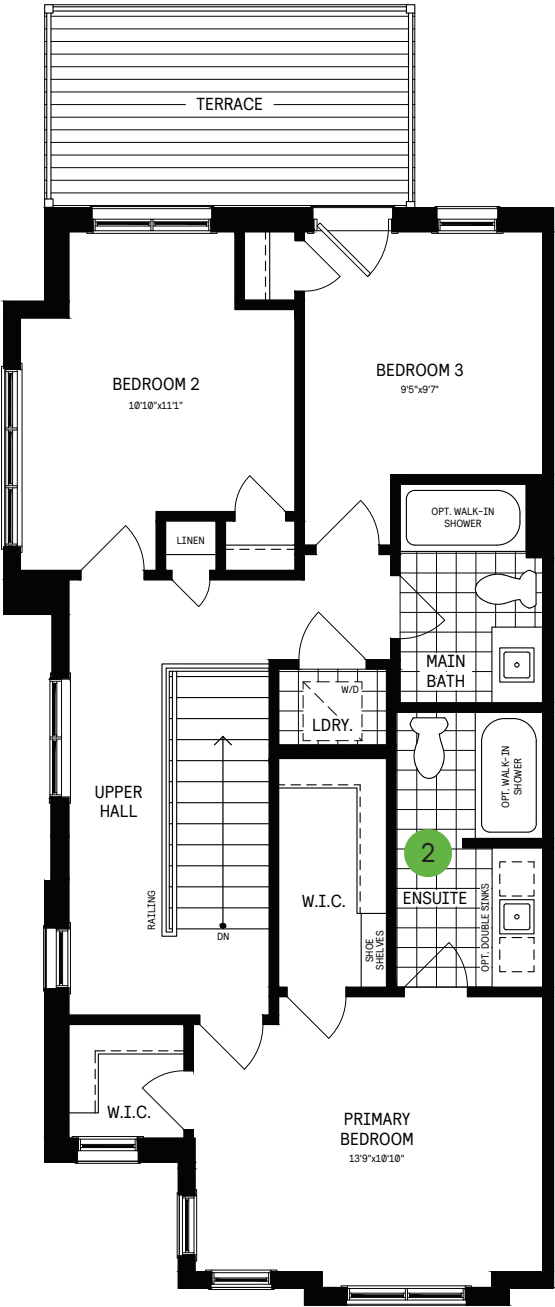 TERRACE
BEDROOM 2
10'10"x11'1"
BEDROOM 3
9'5"x9'7"
OPT. WALK-IN
SHOWER
LINEN
MAIN
BATH
W/D
LDRY.
OPT. WALK-IN
SHOWER
UPPER
HALL
2
W.I.C.
ENSUITE
OPT. DOUBLE SINKS
RAILING
SHOE
SHELVES
DN
W.I.C.
PRIMARY
BEDROOM
13'9"x10'10"